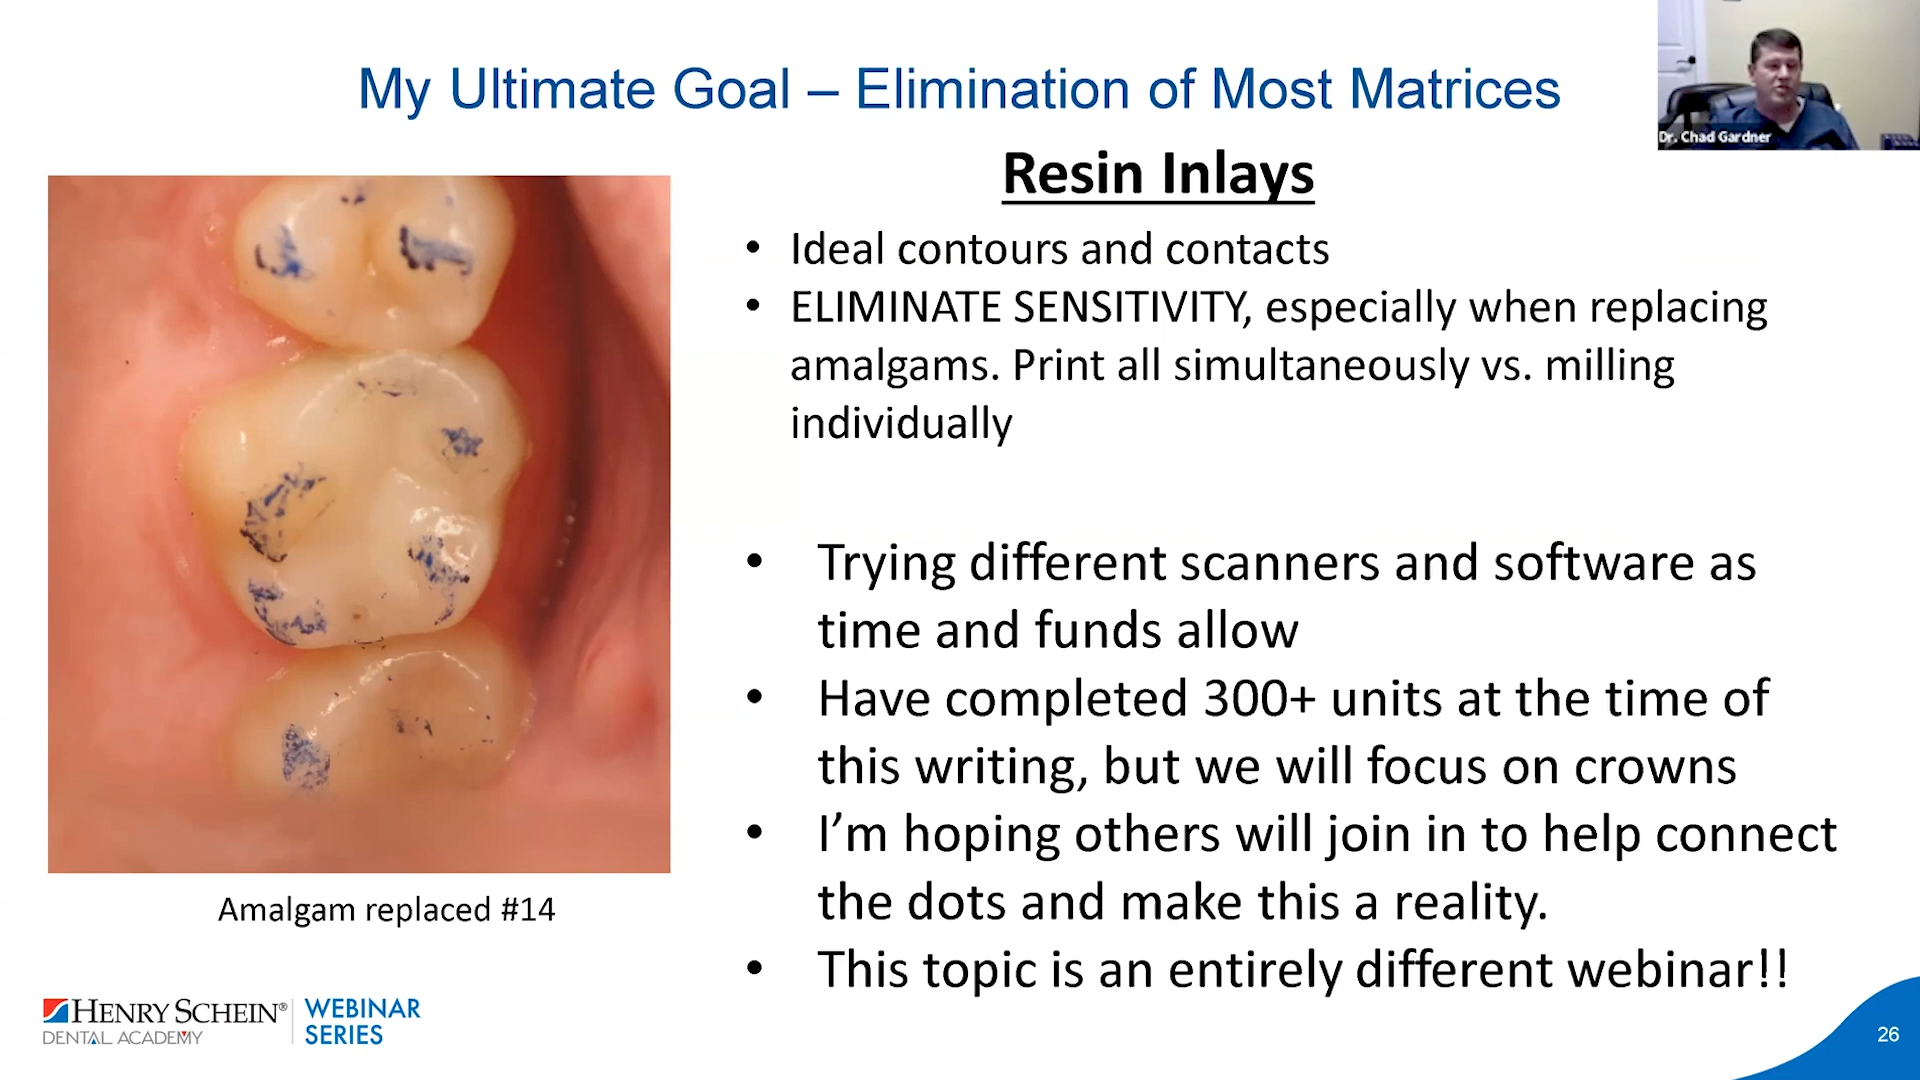 My Ultimate Goal – Elimination of Most Matrices
Dr. Chad Gardner
Resin Inlays
• Ideal contours and contacts
• ELIMINATE SENSITIVITY, especially when replacing
amalgams. Print all simultaneously vs. milling
individually
• Trying different scanners and software as
time and funds allow
• Have completed 300+ units at the time of
this writing, but we will focus on crowns
• I’m hoping others will join in to help connect
the dots and make this a reality.
• This topic is an entirely different webinar!!
Amalgam replaced #14
HENRY SCHEIN®
DENTAL ACADEMY
WEBINAR
SERIES
26